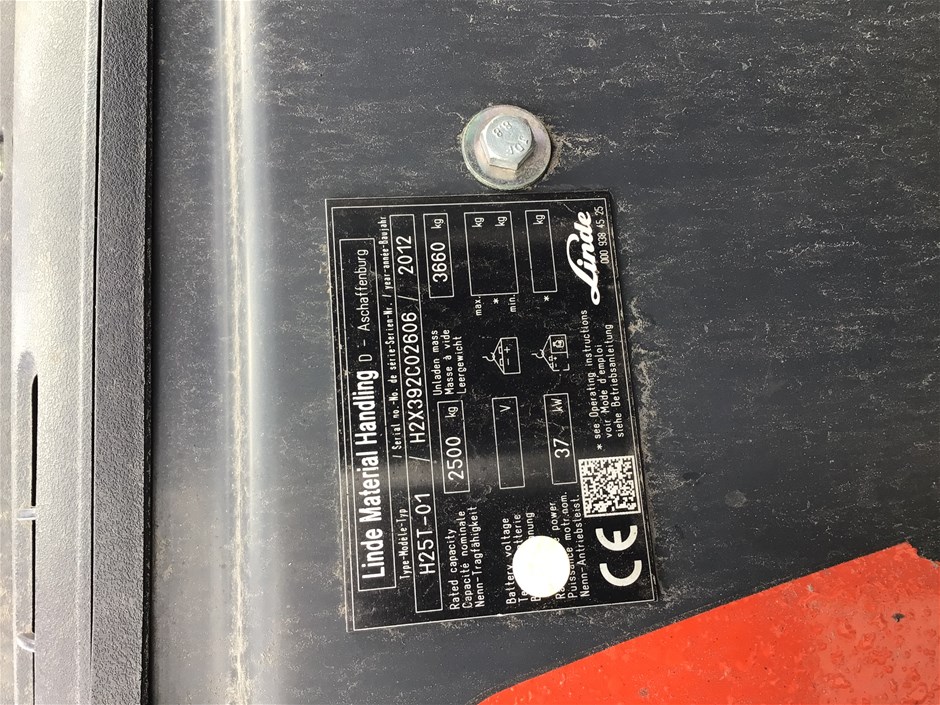 8.8
Linde Material Handling D - Aschaffenburg
Type-Modèle-Typ / Serial no.-No. de série-Serien-Nr. / year-année-Baujahr
H25T-01 / H2X392C02606 / 2012
Rated capacity
Capacité nominale
Nenn-Tragfähigkeit
2500 kg
Unladen mass
Masse à vide
Leergewicht
3660 kg
Battery voltage
V
max. kg
* kg
min.
power
Puissance motr.nom.
Nenn-Antriebsleist.
37 kW
* kg
CE
* see Operating instructions
voir Mode d'emploi
siehe Betriebsanleitung
Linde
000 938 45 25